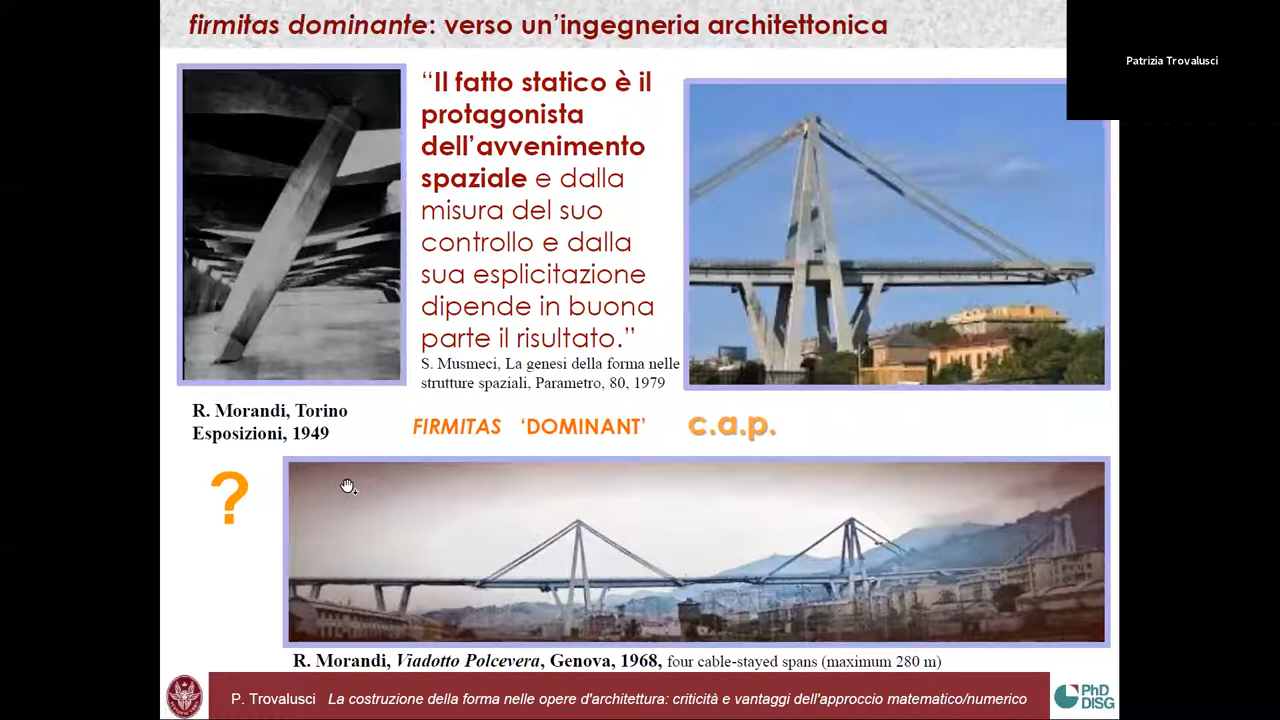 firmitas dominante: verso un'ingegneria architettonica
Patrizia Trovalusci
“Il fatto statico è il
protagonista
dell’avvenimento
spaziale e dalla
misura del suo
controllo e dalla
sua esplicitazione
dipende in buona
parte il risultato.”
S. Musmeci, La genesi della forma nelle
strutture spaziali, Parametro, 80, 1979
R. Morandi, Torino
Esposizioni, 1949
FIRMITAS ‘DOMINANT’ c.a.p.
?
R. Morandi, Viadotto Polcevera, Genova, 1968, four cable-stayed spans (maximum 280 m)
P. Trovalusci La costruzione della forma nelle opere d'architettura: criticità e vantaggi dell'approccio matematico/numerico
PhD
DISG